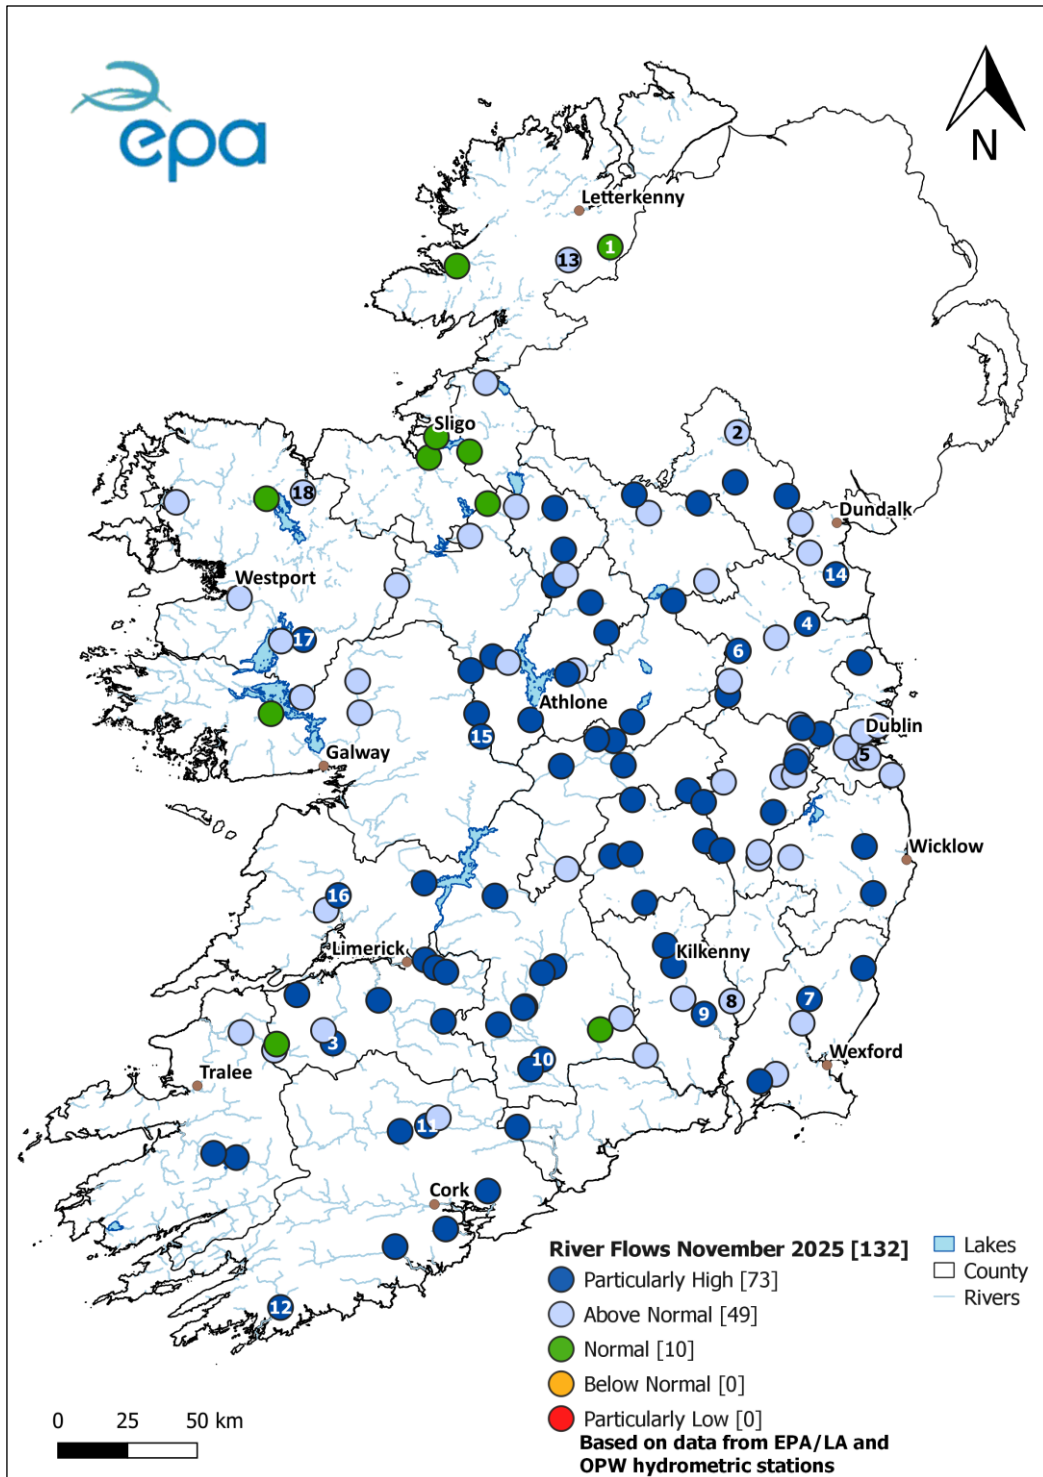 epa
N
Letterkenny
1
13
Sligo
2
18
Dundalk
14
Westport
4
17
6
Athlone
15
Dublin
5
Galway
Wicklow
16
Limerick
Kilkenny
8
7
9
3
10
Wexford
Tralee
11
Cork
12
River Flows November 2025 [132]
Particularly High [73]
Above Normal [49]
Normal [10]
Below Normal [0]
Particularly Low [0]
Based on data from EPA/LA and
OPW hydrometric stations
Lakes
County
Rivers
0 25 50 km